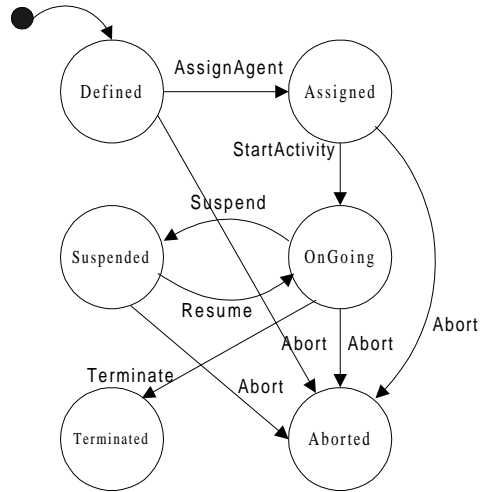 AssignAgent
Defined
Assigned
StartActivity
Suspend
Suspended
OnGoing
Resume
Abort
Abort
Abort
Terminate
Abort
Terminated
Aborted